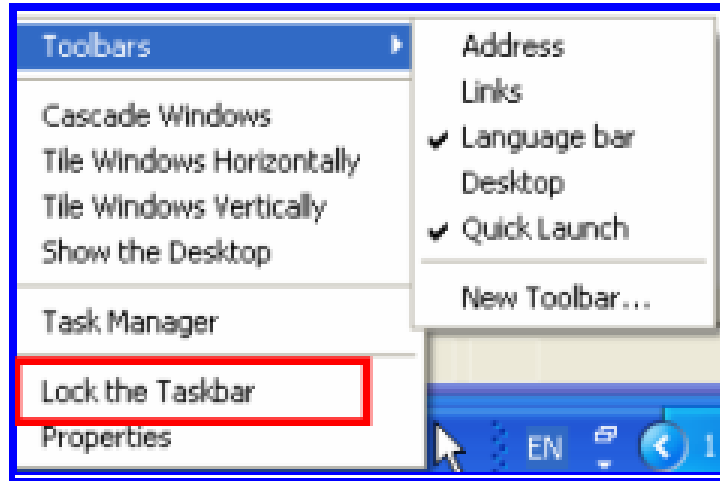 Toolbars
Cascade Windows
Tile Windows Horizontally
Tile Windows Vertically
Show the Desktop
Task Manager
Lock the Taskbar
Properties
Address
Links
Language bar
Desktop
Quick Launch
New Toolbar...
EN
1